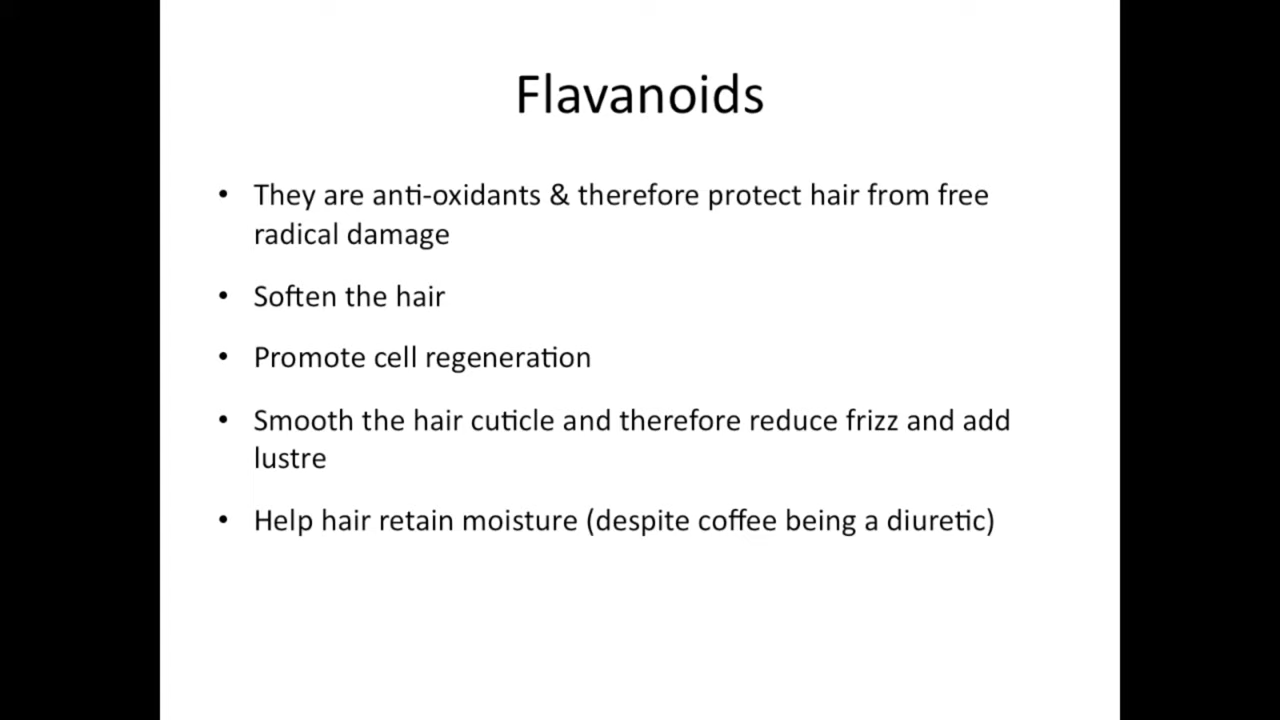 Flavanoids
• They are anti-oxidants & therefore protect hair from free
radical damage
• Soften the hair
• Promote cell regeneration
• Smooth the hair cuticle and therefore reduce frizz and add
lustre
• Help hair retain moisture (despite coffee being a diuretic)